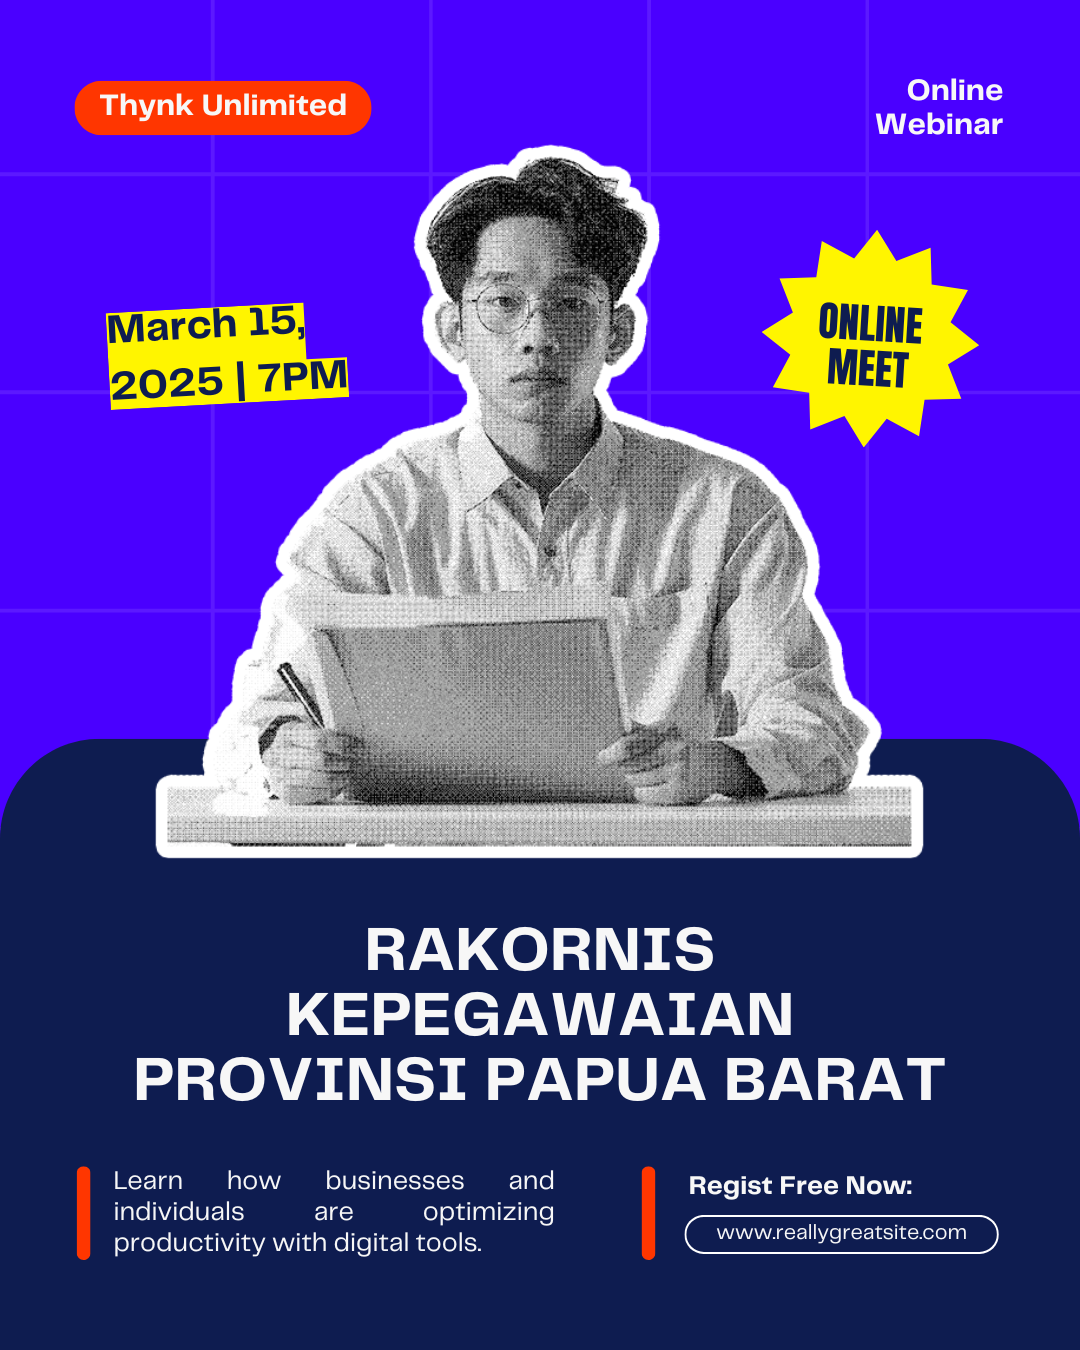 Thynk Unlimited
Online
Webinar
March 15,
2025 | 7PM
ONLINE
MEET
RAKORNIS
KEPEGAWAIAN
PROVINSI PAPUA BARAT
Learn how businesses and
individuals are optimizing
productivity with digital tools.
Regist Free Now:
www.reallygreatsite.com